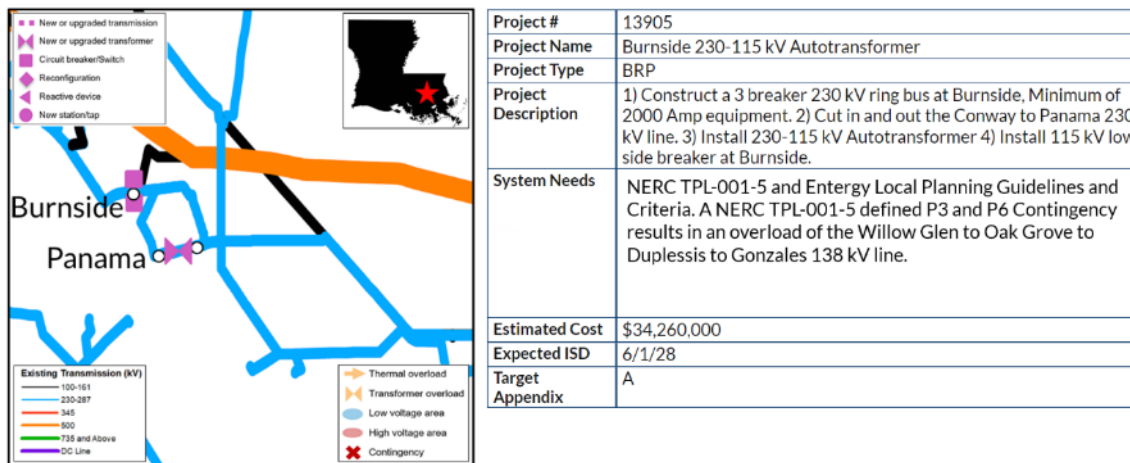 New or upgraded transmission
New or upgraded transformer
Circuit breaker/Switch
Reconfiguration
Reactive device
New station/tap
Burnside
Panama
Existing Transmission (kV)
100-161
230-287
345
500
735 and Above
DC Line
Thermal overload
Transformer overload
Low voltage area
High voltage area
Contingency
Project # 13905
Project Name Burnside 230-115 kV Autotransformer
Project Type BRP
Project Description 1) Construct a 3 breaker 230 kV ring bus at Burnside, Minimum of
2000 Amp equipment. 2) Cut in and out the Conway to Panama 230
kV line. 3) Install 230-115 kV Autotransformer 4) Install 115 kV low
side breaker at Burnside.
System Needs NERC TPL-001-5 and Entergy Local Planning Guidelines and
Criteria. A NERC TPL-001-5 defined P3 and P6 Contingency
results in an overload of the Willow Glen to Oak Grove to
Duplessis to Gonzales 138 kV line.
Estimated Cost $34,260,000
Expected ISD 6/1/28
Target Appendix A